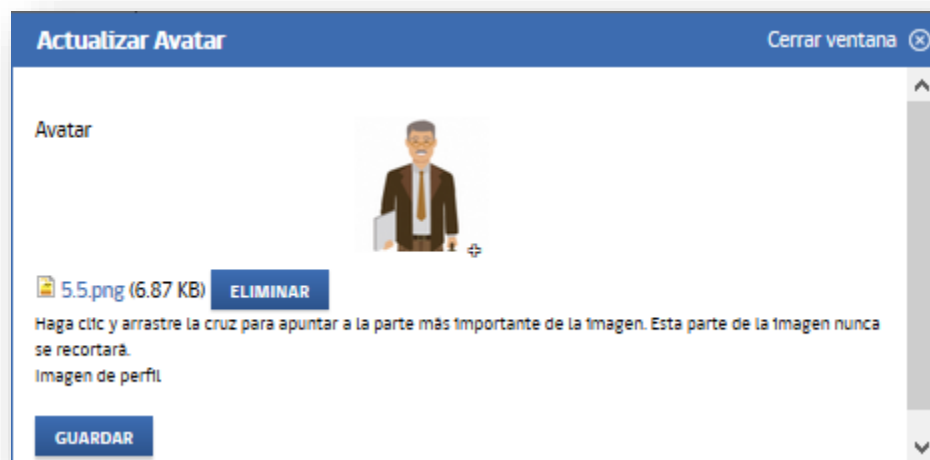 Actualizar Avatar
Cerrar ventana
Avatar
5.5.png (6.87 KB) ELIMINAR
Haga clic y arrastre la cruz para apuntar a la parte más importante de la imagen. Esta parte de la imagen nunca
se recortará.
Imagen de perfil
GUARDAR